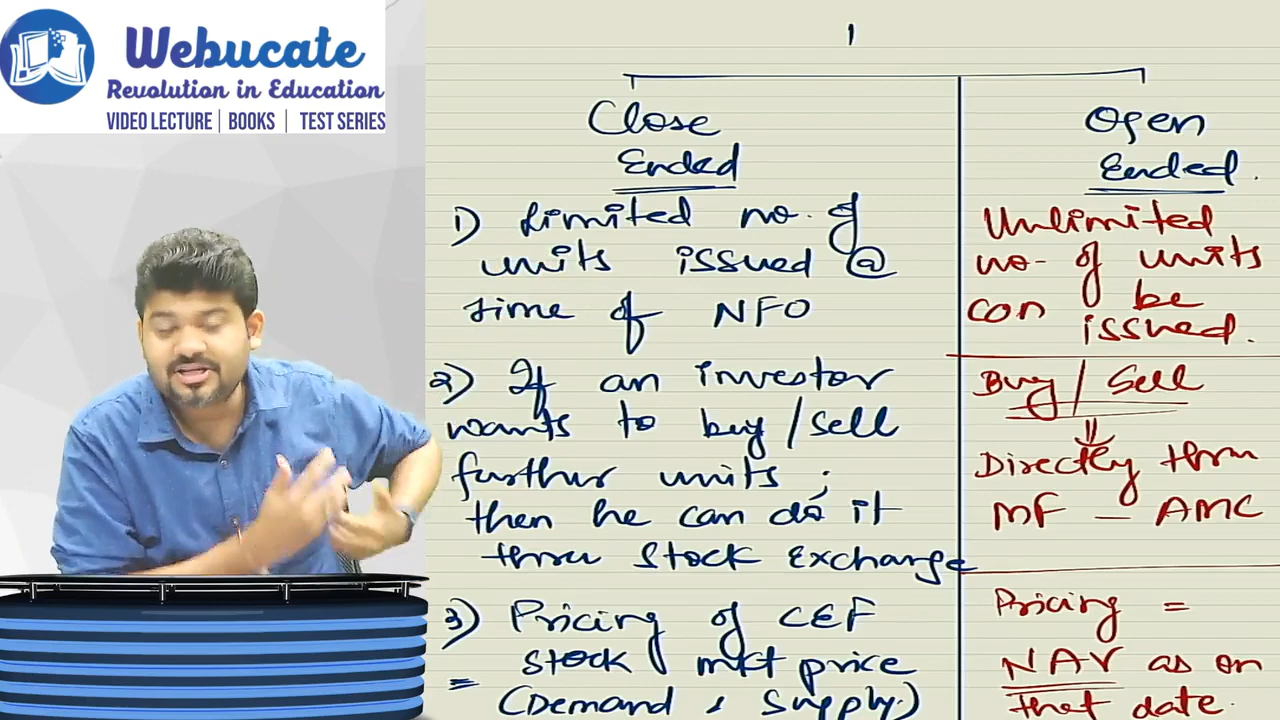 Webucate
Revolution in Education
VIDEO LECTURE | BOOKS | TEST SERIES
Close
Ended
1) Limited no. of
units issued @
time of NFO
2) If an investor
wants to buy/sell
further units;
then he can do it
thru Stock Exchange
3) Pricing of CEF
= Stock mkt price
(Demand & Supply)
Open
Ended.
Unlimited
no. of units
can be
issued.
Buy / Sell
⇓
Directly thru
MF – AMC
Pricing =
NAV as on
that date.